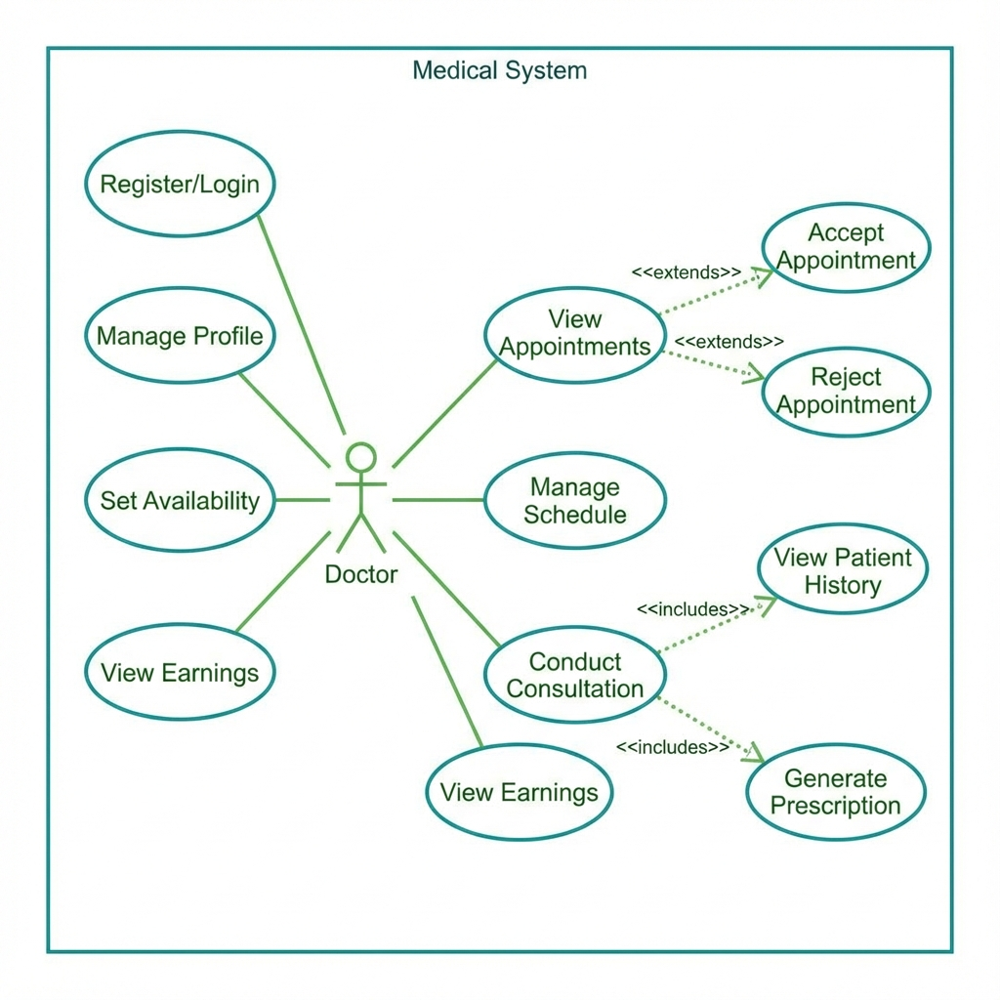 Medical System
Register/Login
Accept
Appointment
<<extends>>
View
Appointments
Manage Profile
<<extends>>
Reject
Appointment
Set Availability
Manage
Schedule
Doctor
View Patient
History
<<includes>>
View Earnings
Conduct
Consultation
<<includes>>
View Earnings
Generate
Prescription